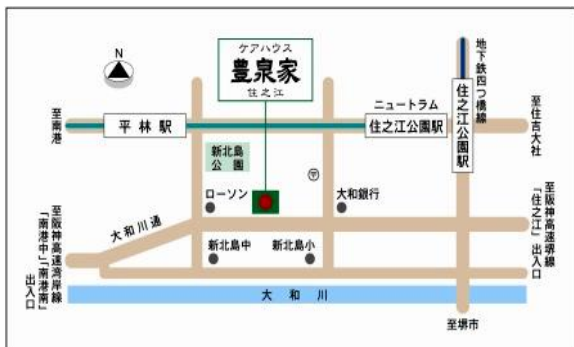 N
ケアハウス
豊泉家
住之江
地下鉄四つ橋線
至南港
平林駅
ニュートラム
住之江公園駅
住之江公園駅
至住吉大社
新北島
公園
〒
ローソン
大和銀行
大和川通
新北島中
新北島小
至阪神高速湾岸線
「南港中」「南港南」
出入口
至阪神高速堺線
「住之江」出入口
大和川
至堺市